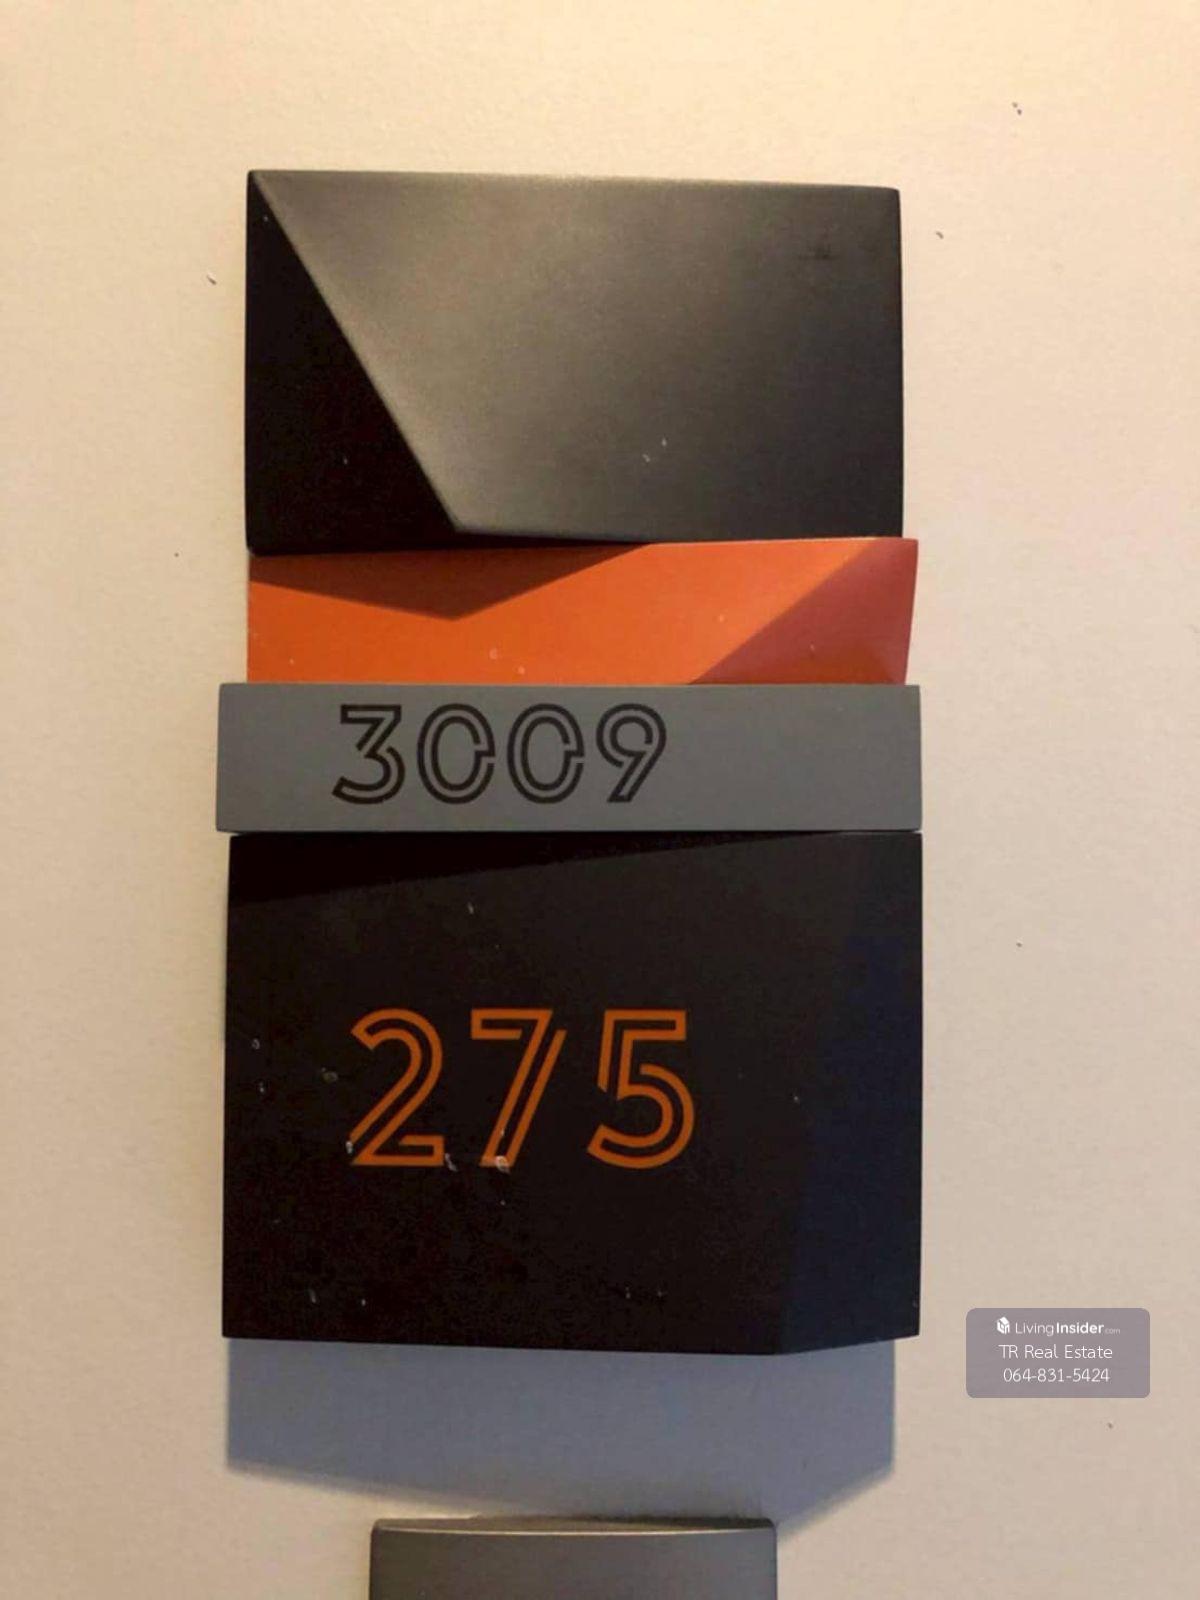 3009
275
LivingInsider.com
TR Real Estate
064-831-5424